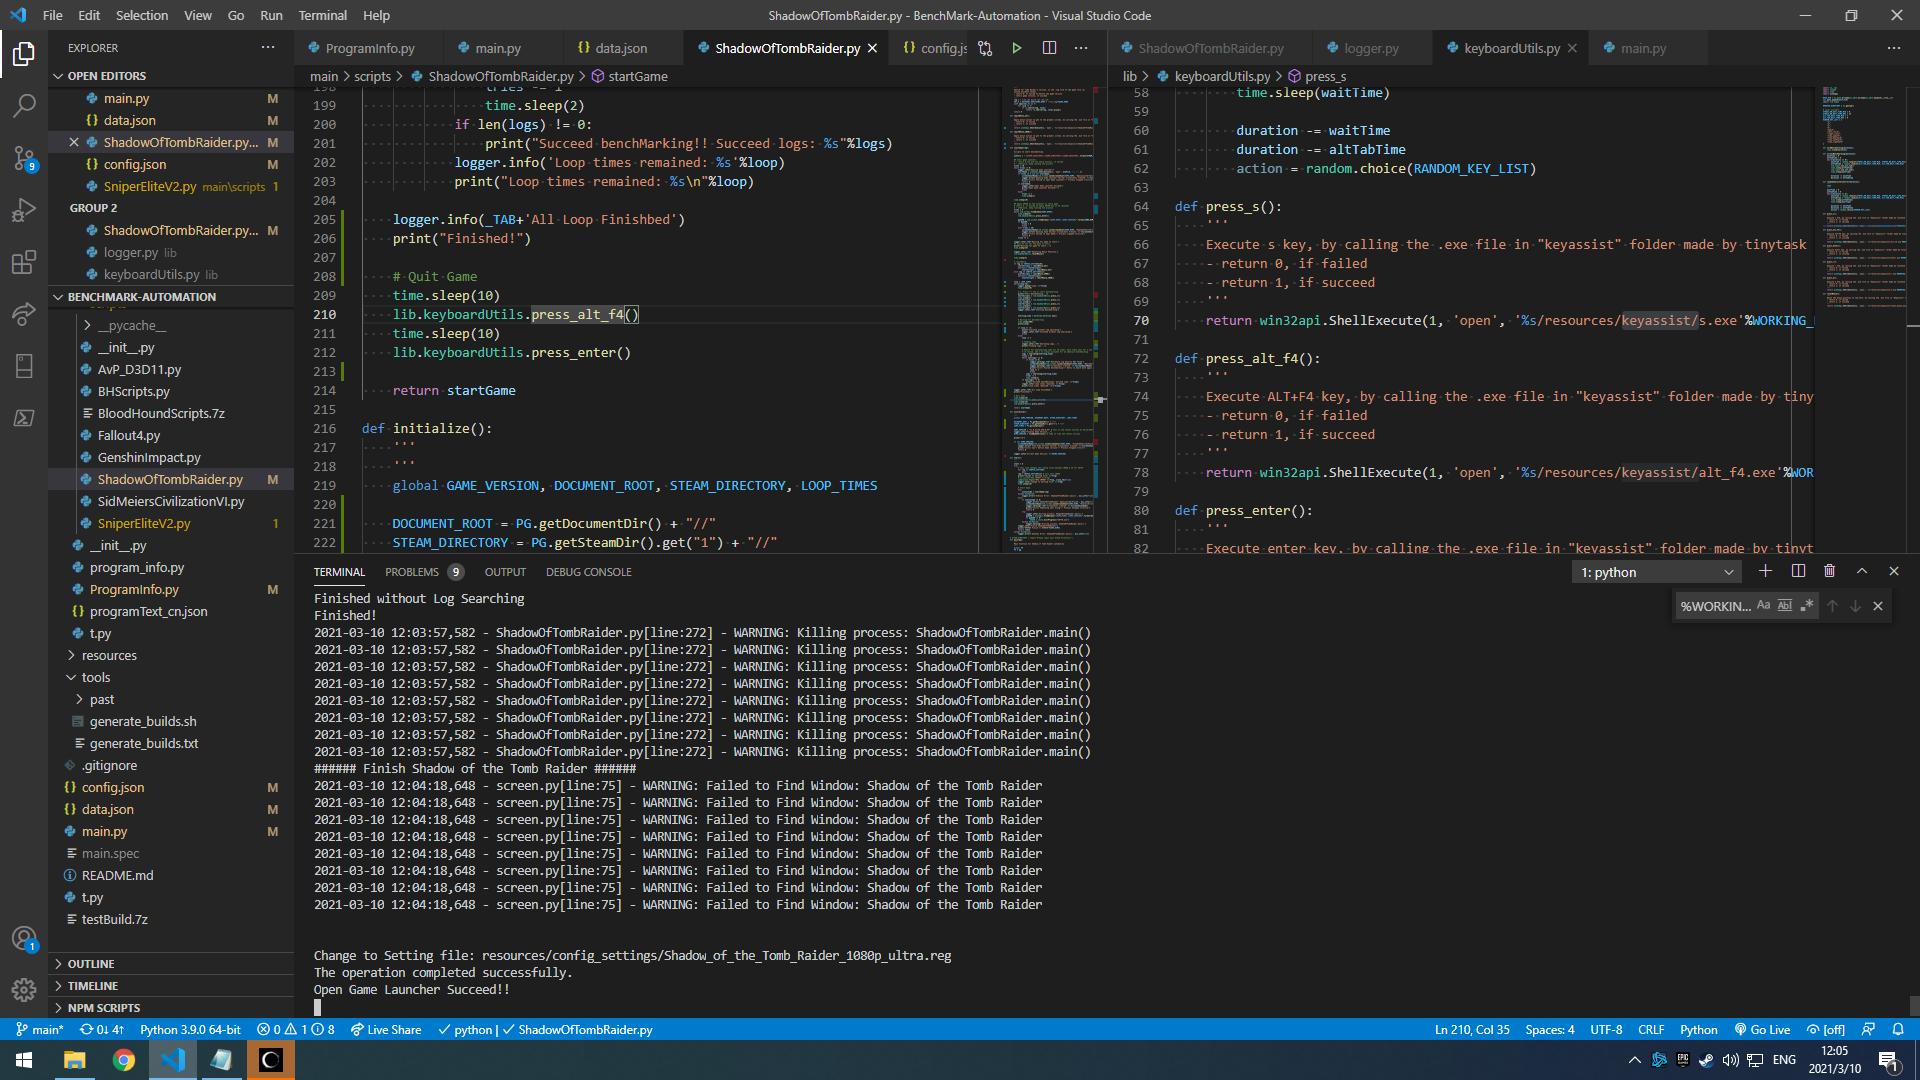 File Edit Selection View Go Run Terminal Help
ShadowOfTombRaider.py - BenchMark-Automation - Visual Studio Code
EXPLORER
OPEN EDITORS
main.py M
data.json M
ShadowOfTombRaider.py... M
config.json M
SniperEliteV2.py main\scripts 1
GROUP 2
ShadowOfTombRaider.py... M
logger.py lib
keyboardUtils.py lib
BENCHMARK-AUTOMATION
__pycache__
__init__.py
AvP_D3D11.py
BHScripts.py
BloodHoundScripts.7z
Fallout4.py
GenshinImpact.py
ShadowOfTombRaider.py M
SidMeiersCivilizationVI.py
SniperEliteV2.py 1
__init__.py
program_info.py
ProgramInfo.py M
programText_cn.json
t.py
resources
tools
past
generate_builds.sh
generate_builds.txt
.gitignore
config.json M
data.json M
main.py M
main.spec
README.md
t.py
testBuild.7z
OUTLINE
TIMELINE
NPM SCRIPTS
9
1
ProgramInfo.py main.py data.json ShadowOfTombRaider.py config.js
main > scripts > ShadowOfTombRaider.py > startGame
198 tries -= 1
199 time.sleep(2)
200 if len(logs) != 0:
201 print("Succeed benchMarking!! Succeed logs: %s"%logs)
202 logger.info('Loop times remained: %s'%loop)
203 print("Loop times remained: %s\n"%loop)
204
205 logger.info(_TAB+'All Loop Finishbed')
206 print("Finished!")
207
208 # Quit Game
209 time.sleep(10)
210 lib.keyboardUtils.press_alt_f4()
211 time.sleep(10)
212 lib.keyboardUtils.press_enter()
213
214 return startGame
215
216 def initialize():
217 '''
218 '''
219 global GAME_VERSION, DOCUMENT_ROOT, STEAM_DIRECTORY, LOOP_TIMES
220
221 DOCUMENT_ROOT = PG.getDocumentDir() + "//"
222 STEAM_DIRECTORY = PG.getSteamDir().get("1") + "//"
ShadowOfTombRaider.py logger.py keyboardUtils.py main.py
lib > keyboardUtils.py > press_s
58 time.sleep(waitTime)
59
60 duration -= waitTime
61 duration -= altTabTime
62 action = random.choice(RANDOM_KEY_LIST)
63
64 def press_s():
65 '''
66 Execute s key, by calling the .exe file in "keyassist" folder made by tinytask
67 - return 0, if failed
68 - return 1, if succeed
69 '''
70 return win32api.ShellExecute(1, 'open', '%s/resources/keyassist/s.exe'%WORKING_
71
72 def press_alt_f4():
73 '''
74 Execute ALT+F4 key, by calling the .exe file in "keyassist" folder made by tiny
75 - return 0, if failed
76 - return 1, if succeed
77 '''
78 return win32api.ShellExecute(1, 'open', '%s/resources/keyassist/alt_f4.exe'%WOR
79
80 def press_enter():
81 '''
82 Execute enter key, by calling the .exe file in "keyassist" folder made by tinyt
TERMINAL PROBLEMS 9 OUTPUT DEBUG CONSOLE
1: python
%WORKIN... Aa Abl .*
Finished without Log Searching
Finished!
2021-03-10 12:03:57,582 - ShadowOfTombRaider.py[line:272] - WARNING: Killing process: ShadowOfTombRaider.main()
2021-03-10 12:03:57,582 - ShadowOfTombRaider.py[line:272] - WARNING: Killing process: ShadowOfTombRaider.main()
2021-03-10 12:03:57,582 - ShadowOfTombRaider.py[line:272] - WARNING: Killing process: ShadowOfTombRaider.main()
2021-03-10 12:03:57,582 - ShadowOfTombRaider.py[line:272] - WARNING: Killing process: ShadowOfTombRaider.main()
2021-03-10 12:03:57,582 - ShadowOfTombRaider.py[line:272] - WARNING: Killing process: ShadowOfTombRaider.main()
2021-03-10 12:03:57,582 - ShadowOfTombRaider.py[line:272] - WARNING: Killing process: ShadowOfTombRaider.main()
2021-03-10 12:03:57,582 - ShadowOfTombRaider.py[line:272] - WARNING: Killing process: ShadowOfTombRaider.main()
2021-03-10 12:03:57,582 - ShadowOfTombRaider.py[line:272] - WARNING: Killing process: ShadowOfTombRaider.main()
###### Finish Shadow of the Tomb Raider ######
2021-03-10 12:04:18,648 - screen.py[line:75] - WARNING: Failed to Find Window: Shadow of the Tomb Raider
2021-03-10 12:04:18,648 - screen.py[line:75] - WARNING: Failed to Find Window: Shadow of the Tomb Raider
2021-03-10 12:04:18,648 - screen.py[line:75] - WARNING: Failed to Find Window: Shadow of the Tomb Raider
2021-03-10 12:04:18,648 - screen.py[line:75] - WARNING: Failed to Find Window: Shadow of the Tomb Raider
2021-03-10 12:04:18,648 - screen.py[line:75] - WARNING: Failed to Find Window: Shadow of the Tomb Raider
2021-03-10 12:04:18,648 - screen.py[line:75] - WARNING: Failed to Find Window: Shadow of the Tomb Raider
2021-03-10 12:04:18,648 - screen.py[line:75] - WARNING: Failed to Find Window: Shadow of the Tomb Raider
2021-03-10 12:04:18,648 - screen.py[line:75] - WARNING: Failed to Find Window: Shadow of the Tomb Raider
Change to Setting file: resources/config_settings/Shadow_of_the_Tomb_Raider_1080p_ultra.reg
The operation completed successfully.
Open Game Launcher Succeed!!
main* 0↓ 4↑ Python 3.9.0 64-bit 0 1 8 Live Share python | ShadowOfTombRaider.py
Ln 210, Col 35 Spaces: 4 UTF-8 CRLF Python Go Live [off]
EPIC ENG 12:05
2021/3/10 1